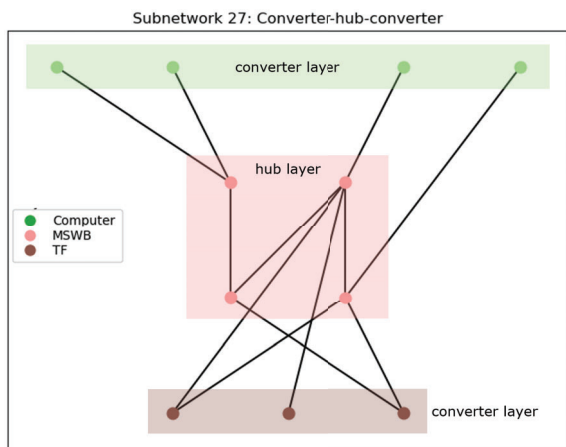 Subnetwork 27: Converter-hub-converter
converter layer
hub layer
Computer
MSWB
TF
converter layer